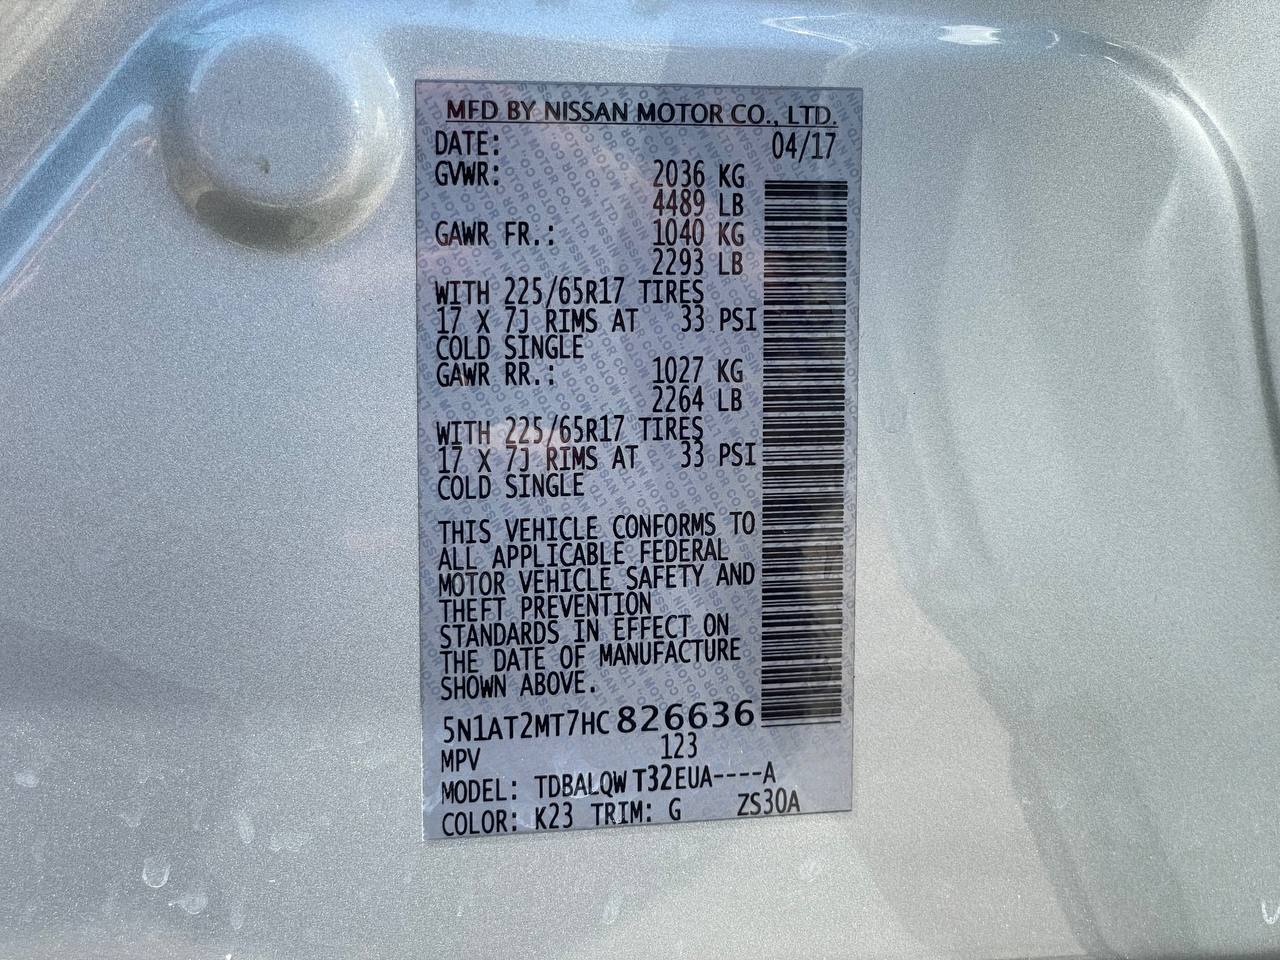 MFD BY NISSAN MOTOR CO., LTD.
DATE: 04/17
GVWR: 2036 KG
4489 LB
GAWR FR.: 1040 KG
2293 LB
WITH 225/65R17 TIRES
17 X 7J RIMS AT 33 PSI
COLD SINGLE
GAWR RR.: 1027 KG
2264 LB
WITH 225/65R17 TIRES
17 X 7J RIMS AT 33 PSI
COLD SINGLE
THIS VEHICLE CONFORMS TO
ALL APPLICABLE FEDERAL
MOTOR VEHICLE SAFETY AND
THEFT PREVENTION
STANDARDS IN EFFECT ON
THE DATE OF MANUFACTURE
SHOWN ABOVE.
5N1AT2MT7HC826636
MPV 123
MODEL: TDBALQWT32EUA----A
COLOR: K23 TRIM: G ZS30A